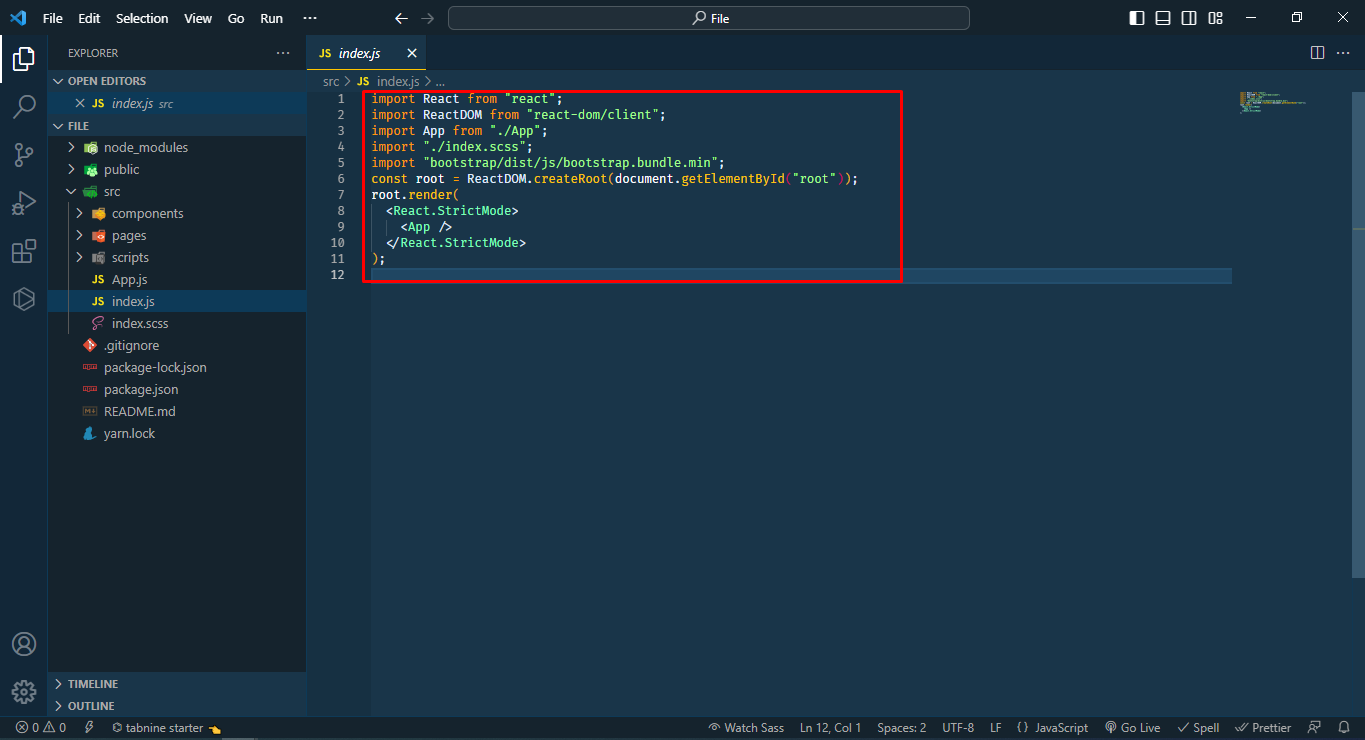 File Edit Selection View Go Run ··· File
EXPLORER ···
OPEN EDITORS
JS index.js src
FILE
node_modules
public
src
components
pages
scripts
JS App.js
JS index.js
index.scss
.gitignore
package-lock.json
package.json
README.md
yarn.lock
TIMELINE
OUTLINE
JS index.js
src > JS index.js > ...
1 import React from "react";
2 import ReactDOM from "react-dom/client";
3 import App from "./App";
4 import "./index.scss";
5 import "bootstrap/dist/js/bootstrap.bundle.min";
6 const root = ReactDOM.createRoot(document.getElementById("root"));
7 root.render(
8 <React.StrictMode>
9 <App />
10 </React.StrictMode>
11 );
12
0 0 tabnine starter Watch Sass Ln 12, Col 1 Spaces: 2 UTF-8 LF {} JavaScript Go Live Spell Prettier